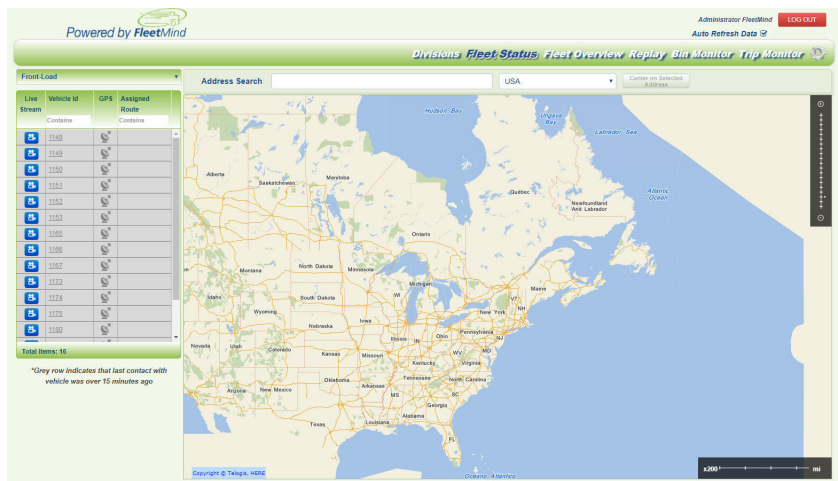 Powered by FleetMind
Administrator FleetMind
LOG OUT
Auto Refresh Data
Divisions Fleet Status Fleet Overview Replay Bin Monitor Trip Monitor
Front-Load
Address Search
USA
Center on Selected Address
Live Stream
Vehicle Id
GPS
Assigned Route
Contains
Contains
1148
1149
1150
1151
1152
1153
1165
1166
1167
1173
1174
1175
1180
Total Items: 16
*Grey row indicates that last contact with
vehicle was over 15 minutes ago
Hudson Bay
Ungava Bay
Labrador Sea
Alberta
Saskatchewan
Manitoba
Québec
Newfoundland And Labrador
Atlantic Ocean
Ontario
Montana
North Dakota
Minnesota
Michigan
Maine
Idaho
South Dakota
WI
VT
NH
Wyoming
New York
Iowa
Nebraska
Pennsylvania
Illinois
IN
Ohio
NJ
Nevada
Utah
Colorado
Kansas
Missouri
WV
MD
Kentucky
Virginia
Oklahoma
Tennessee
North Carolina
Arizona
New Mexico
Arkansas
MS
SC
Georgia
Alabama
Texas
Louisiana
FL
Océano Atlántico
Copyright © Telogis, HERE
x200
mi